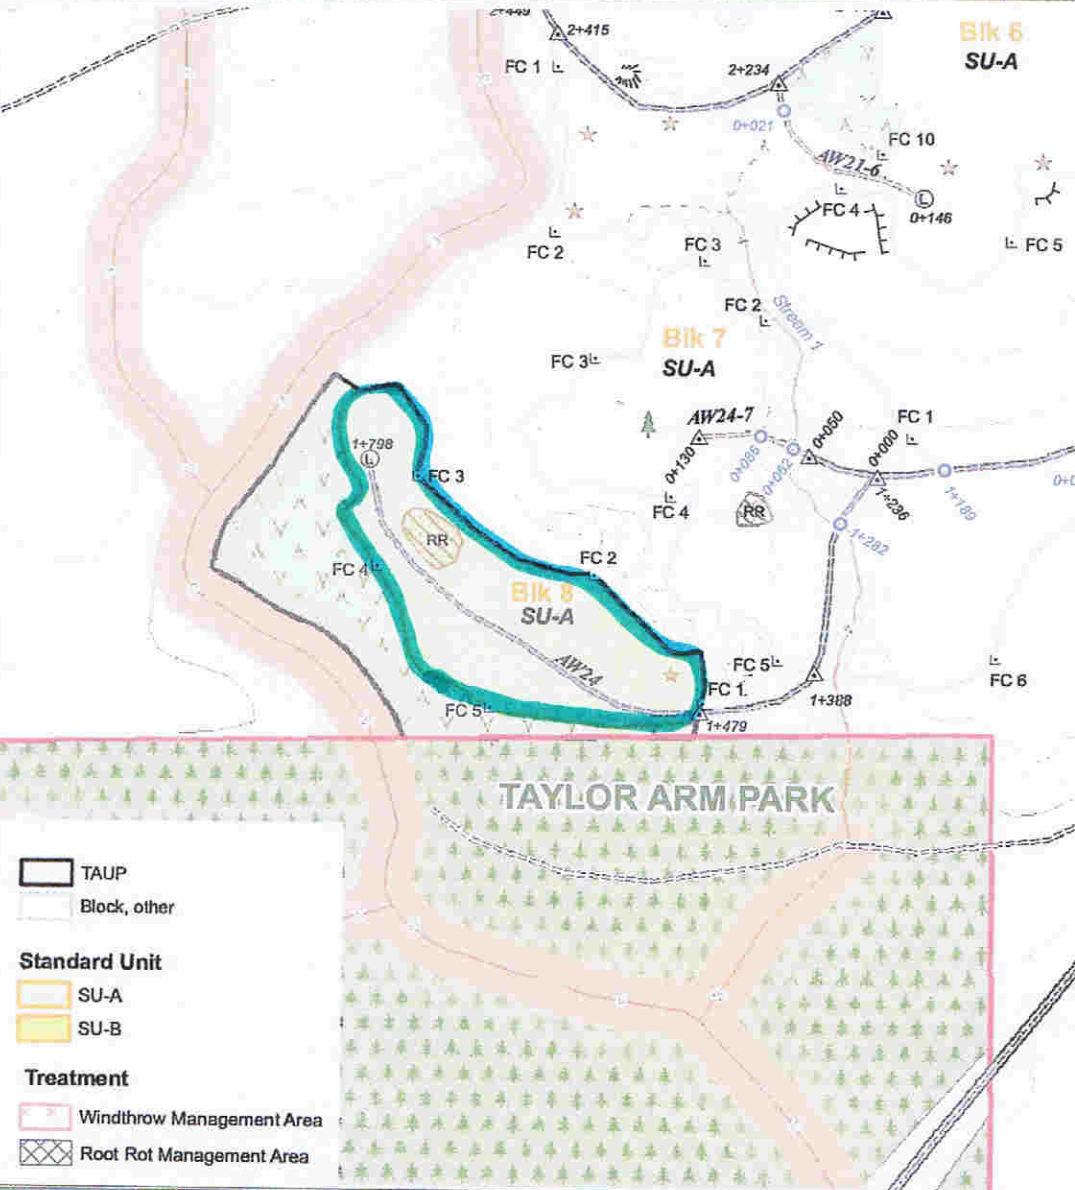 2+449
2+415
FC 1
2+234
Blk 6
SU-A
0+021
FC 10
AW21-6
FC 4
0+146
FC 2
FC 3
FC 5
FC 2
Stream 1
Blk 7
SU-A
FC 3
AW24-7
FC 1
0+050
0+000
1+798
0+130
0+086
0+062
FC 3
FC 4
RR
1+236
1+189
RR
1+282
FC 4
FC 2
Blk 8
SU-A
AW24
FC 5
FC 6
FC 1
1+388
FC 5
1+479
TAYLOR ARM PARK
TAUP
Block, other
Standard Unit
SU-A
SU-B
Treatment
Windthrow Management Area
Root Rot Management Area